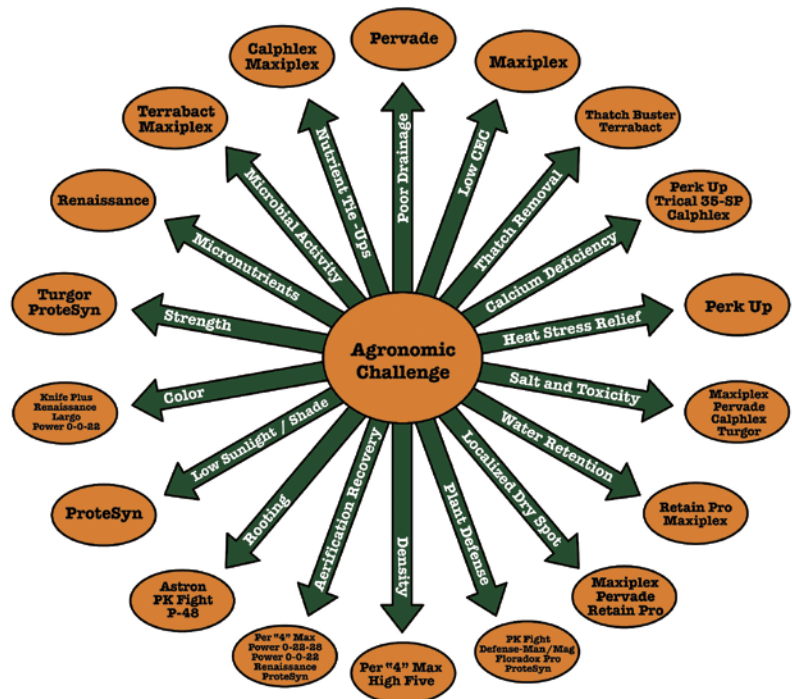 Agronomic
Challenge
Poor Drainage
Pervade
Low CEC
Maxiplex
Thatch Removal
Thatch Buster
Terrabact
Calcium Deficiency
Perk Up
Trical 35-SP
Calphlex
Heat Stress Relief
Perk Up
Salt and Toxicity
Maxiplex
Pervade
Calphlex
Turgor
Water Retention
Retain Pro
Maxiplex
Localized Dry Spot
Maxiplex
Pervade
Retain Pro
Plant Defense
PK Fight
Defense-Man/Mag
Floradox Pro
ProteSyn
Density
Per "4" Max
High Five
Aerification Recovery
Per "4" Max
Power 0-22-28
Power 0-0-22
Renaissance
ProteSyn
Rooting
Astron
PK Fight
P-48
Low Sunlight / Shade
ProteSyn
Color
Knife Plus
Renaissance
Largo
Power 0-0-22
Strength
Turgor
ProteSyn
Micronutrients
Renaissance
Microbial Activity
Terrabact
Maxiplex
Nutrient Tie-Ups
Calphlex
Maxiplex